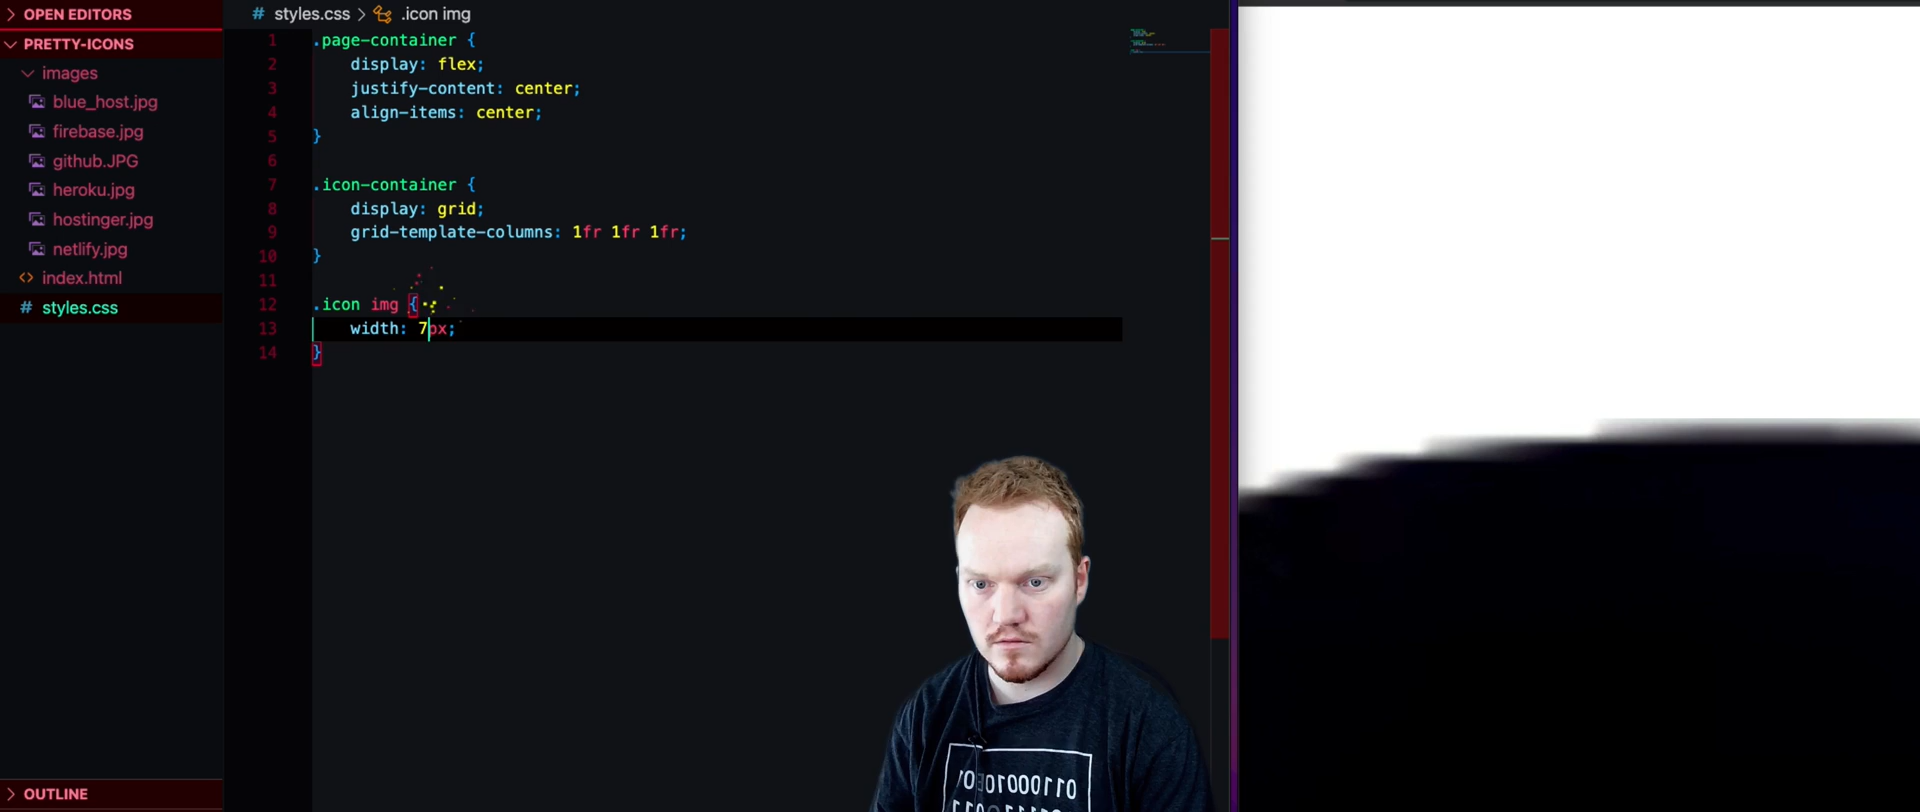 OPEN EDITORS
PRETTY-ICONS
images
blue_host.jpg
firebase.jpg
github.JPG
heroku.jpg
hostinger.jpg
netlify.jpg
<> index.html
# styles.css
OUTLINE
# styles.css > .icon img
1 .page-container {
2 display: flex;
3 justify-content: center;
4 align-items: center;
5 }
6
7 .icon-container {
8 display: grid;
9 grid-template-columns: 1fr 1fr 1fr;
10 }
11
12 .icon img {
13 width: 7px;
14 }